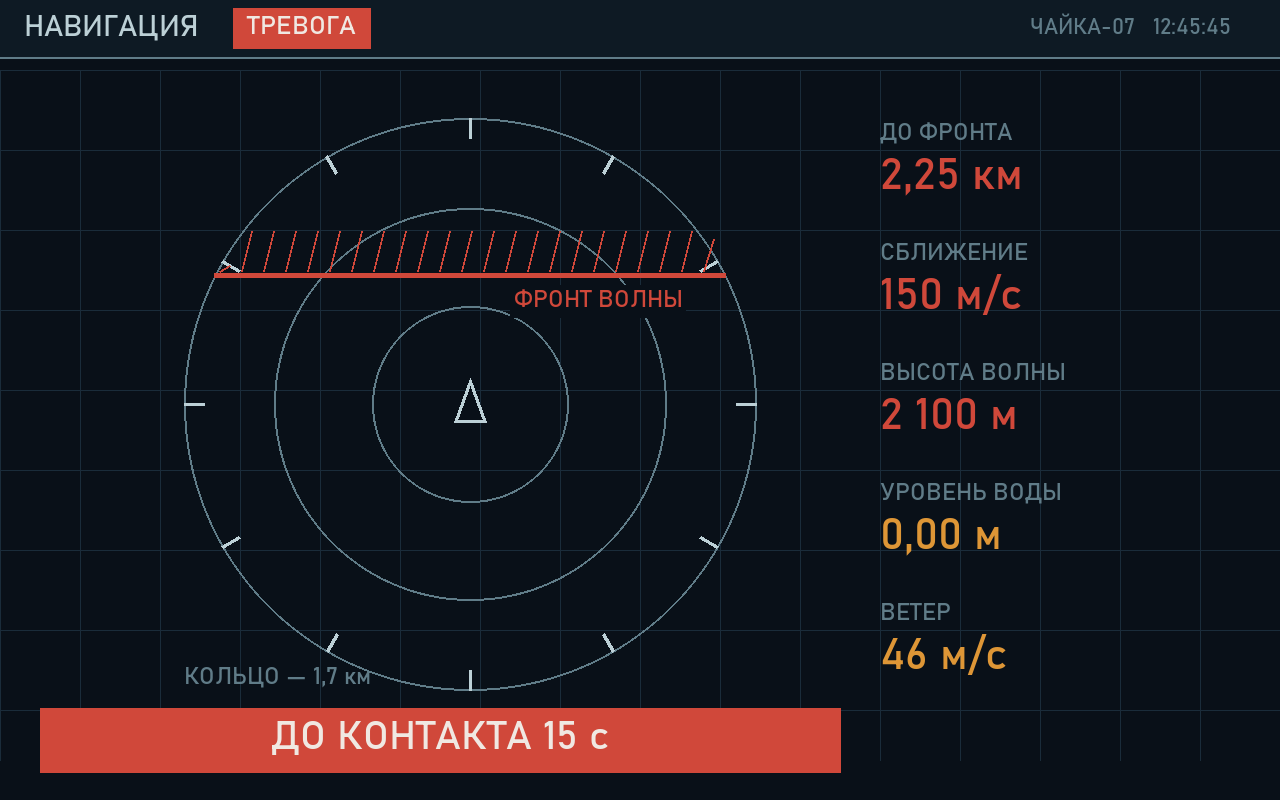 НАВИГАЦИЯ ТРЕВОГА ЧАЙКА-07 12:45:45
ДО ФРОНТА
2,25 км
СБЛИЖЕНИЕ
150 м/с
ФРОНТ ВОЛНЫ
ВЫСОТА ВОЛНЫ
2 100 м
УРОВЕНЬ ВОДЫ
0,00 м
ВЕТЕР
46 м/с
КОЛЬЦО — 1,7 км
ДО КОНТАКТА 15 с